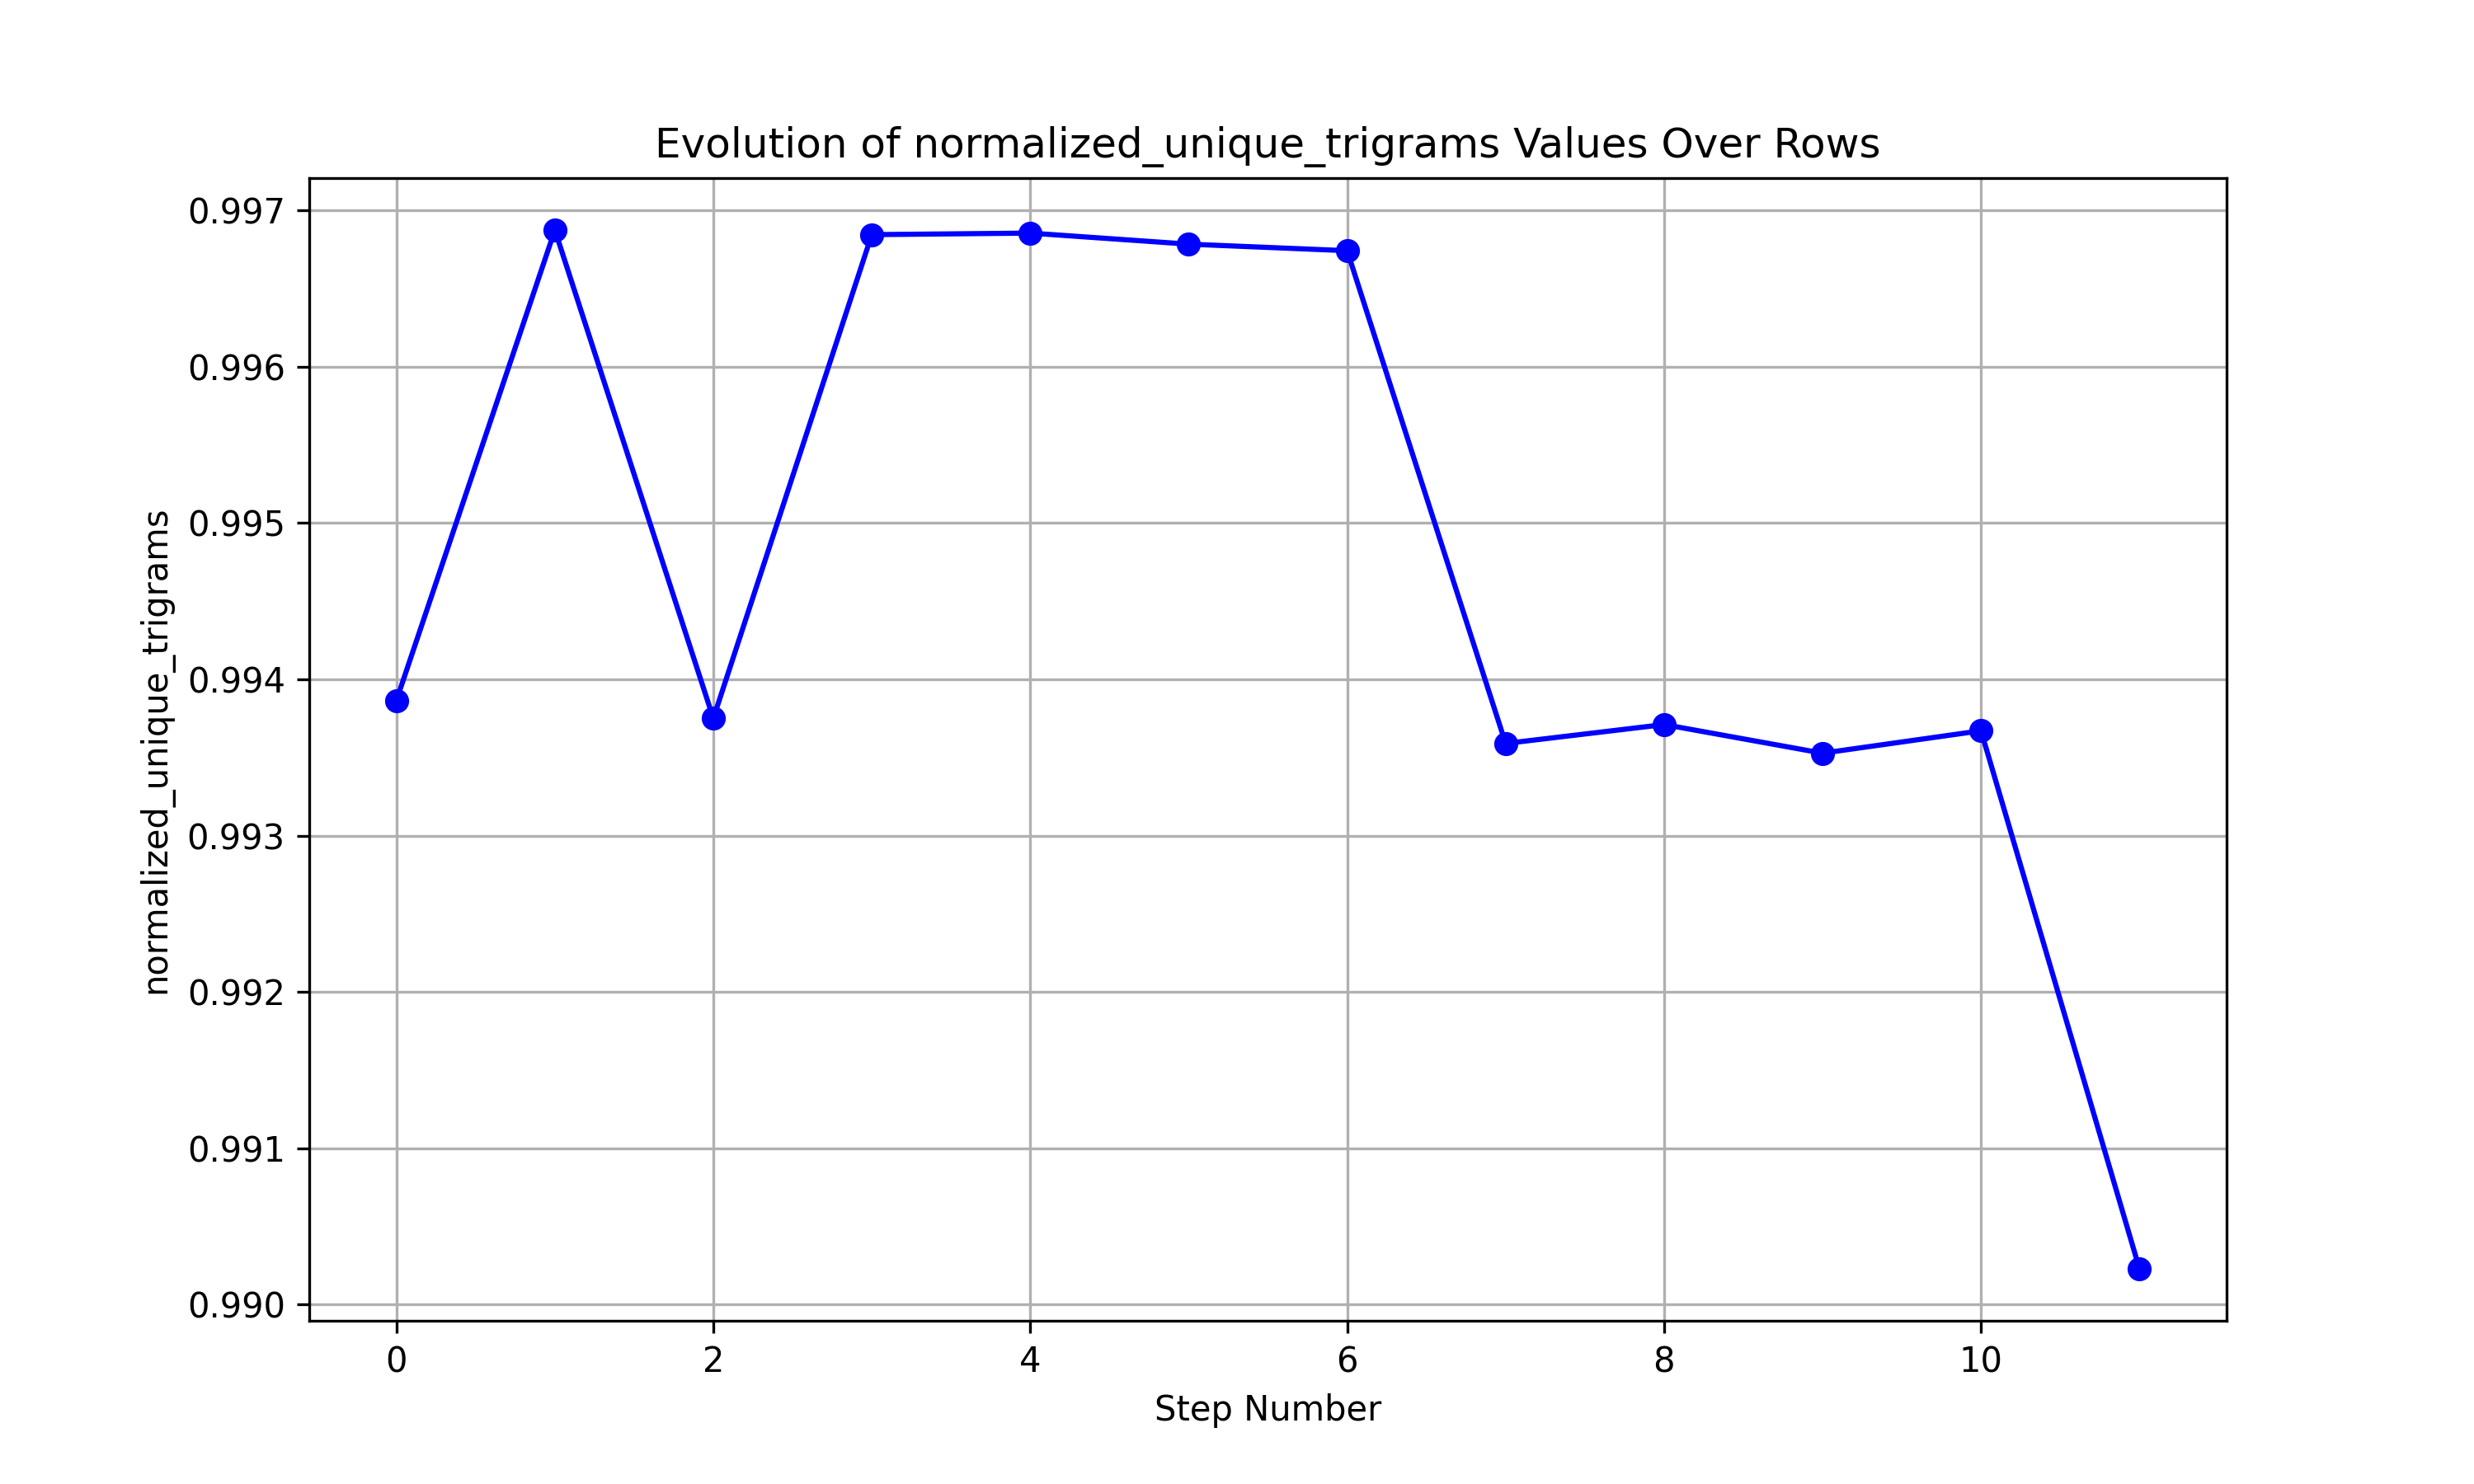 Evolution of normalized_unique_trigrams Values Over Rows
normalized_unique_trigrams
0.997
0.996
0.995
0.994
0.993
0.992
0.991
0.990
0 2 4 6 8 10
Step Number